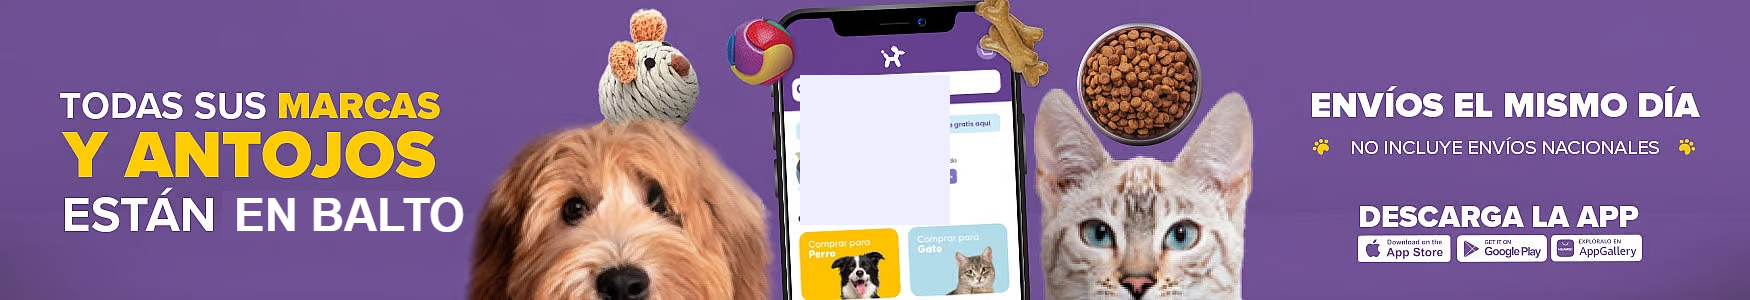 TODAS SUS MARCAS
Y ANTOJOS
ESTÁN EN BALTO
gratis aquí
Comprar para
Perro
Comprar para
Gato
ENVÍOS EL MISMO DÍA
NO INCLUYE ENVÍOS NACIONALES
DESCARGA LA APP
Download on the
App Store
GET IT ON
Google Play
EXPLÓRALO EN
AppGallery